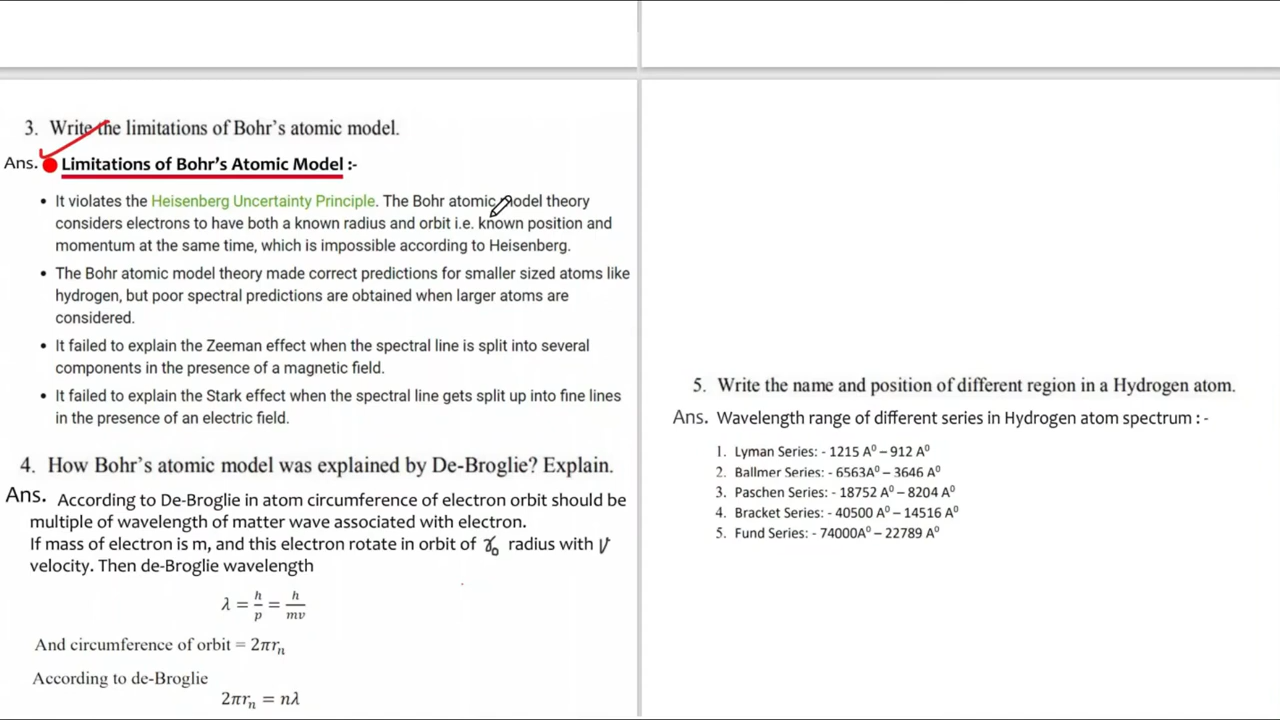 3. Write the limitations of Bohr's atomic model.
Ans. Limitations of Bohr's Atomic Model :-
• It violates the Heisenberg Uncertainty Principle. The Bohr atomic model theory
considers electrons to have both a known radius and orbit i.e. known position and
momentum at the same time, which is impossible according to Heisenberg.
• The Bohr atomic model theory made correct predictions for smaller sized atoms like
hydrogen, but poor spectral predictions are obtained when larger atoms are
considered.
• It failed to explain the Zeeman effect when the spectral line is split into several
components in the presence of a magnetic field.
• It failed to explain the Stark effect when the spectral line gets split up into fine lines
in the presence of an electric field.
4. How Bohr's atomic model was explained by De-Broglie? Explain.
Ans. According to De-Broglie in atom circumference of electron orbit should be
multiple of wavelength of matter wave associated with electron.
If mass of electron is m, and this electron rotate in orbit of r₀ radius with V
velocity. Then de-Broglie wavelength
λ = h/p = h/mv
And circumference of orbit = 2πrₙ
According to de-Broglie
2πrₙ = nλ
5. Write the name and position of different region in a Hydrogen atom.
Ans. Wavelength range of different series in Hydrogen atom spectrum : -
1. Lyman Series: - 1215 A⁰ – 912 A⁰
2. Ballmer Series: - 6563A⁰ – 3646 A⁰
3. Paschen Series: - 18752 A⁰ – 8204 A⁰
4. Bracket Series: - 40500 A⁰ – 14516 A⁰
5. Fund Series: - 74000A⁰ – 22789 A⁰